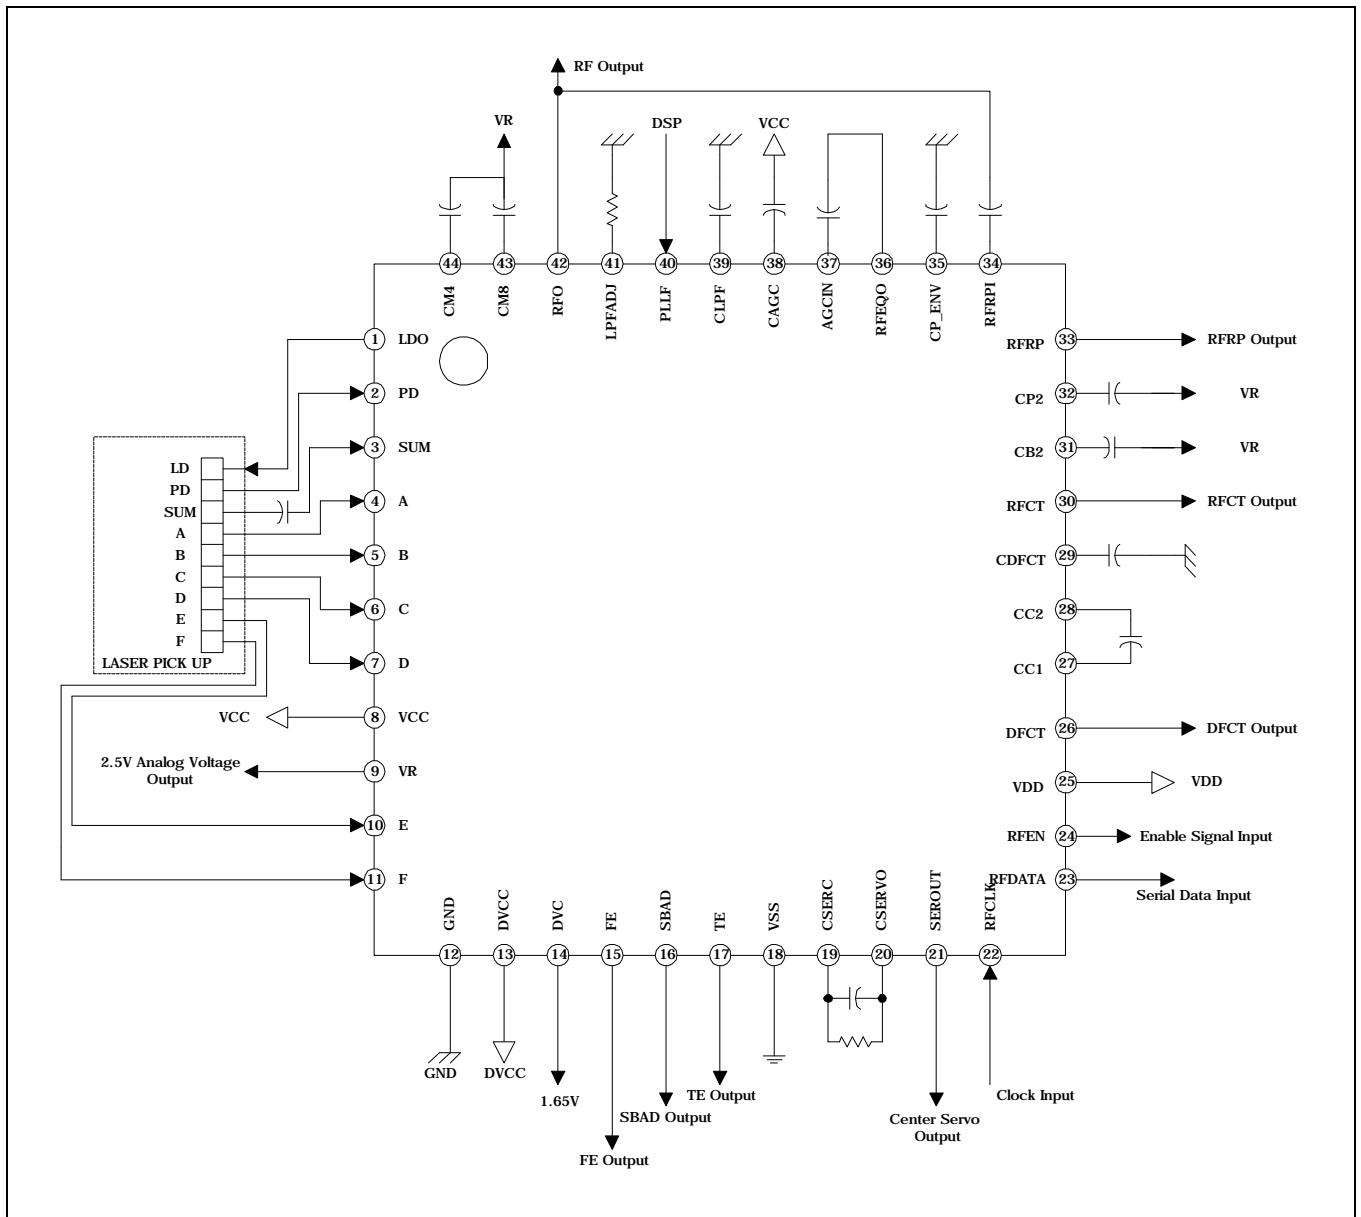 RF Output
VR
DSP
VCC
44
43
42
41
40
39
38
37
36
35
34
CM4
CM8
RFO
LPFADJ
PLLF
CLPF
CAGC
AGCIN
RFEQO
CP_ENV
RFRPI
1
LDO
2
PD
3
SUM
4
A
5
B
6
C
7
D
8
VCC
9
VR
10
E
11
F
LD
PD
SUM
A
B
C
D
E
F
LASER PICK UP
VCC
2.5V Analog Voltage
Output
RFRP
33
RFRP Output
CP2
32
VR
CB2
31
VR
RFCT
30
RFCT Output
CDFCT
29
CC2
28
CC1
27
DFCT
26
DFCT Output
VDD
25
VDD
RFEN
24
Enable Signal Input
RFDATA
23
Serial Data Input
GND
DVCC
DVC
FE
SBAD
TE
VSS
CSERC
CSERVO
SEROUT
RFCLK
12
13
14
15
16
17
18
19
20
21
22
GND
DVCC
1.65V
FE Output
SBAD Output
TE Output
Center Servo
Output
Clock Input